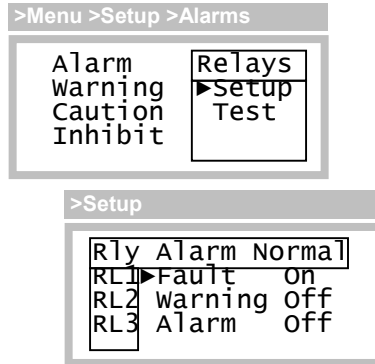 >Menu >Setup >Alarms
Alarm Relays
Warning ▶Setup
Caution Test
Inhibit
>Setup
Rly Alarm Normal
RL1▶Fault On
RL2 Warning Off
RL3 Alarm Off